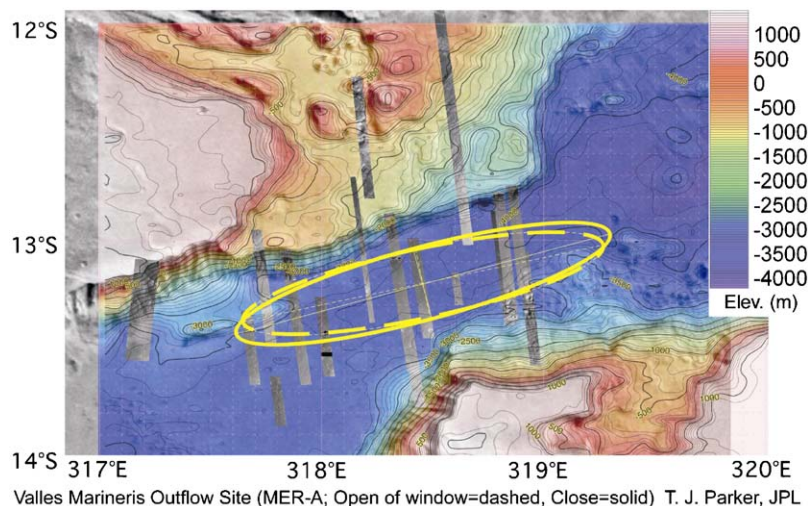 12°S
13°S
14°S
317°E
318°E
319°E
320°E
1000
500
0
-500
-1000
-1500
-2000
-2500
-3000
-3500
-4000
Elev. (m)
Valles Marineris Outflow Site (MER-A; Open of window=dashed, Close=solid) T. J. Parker, JPL